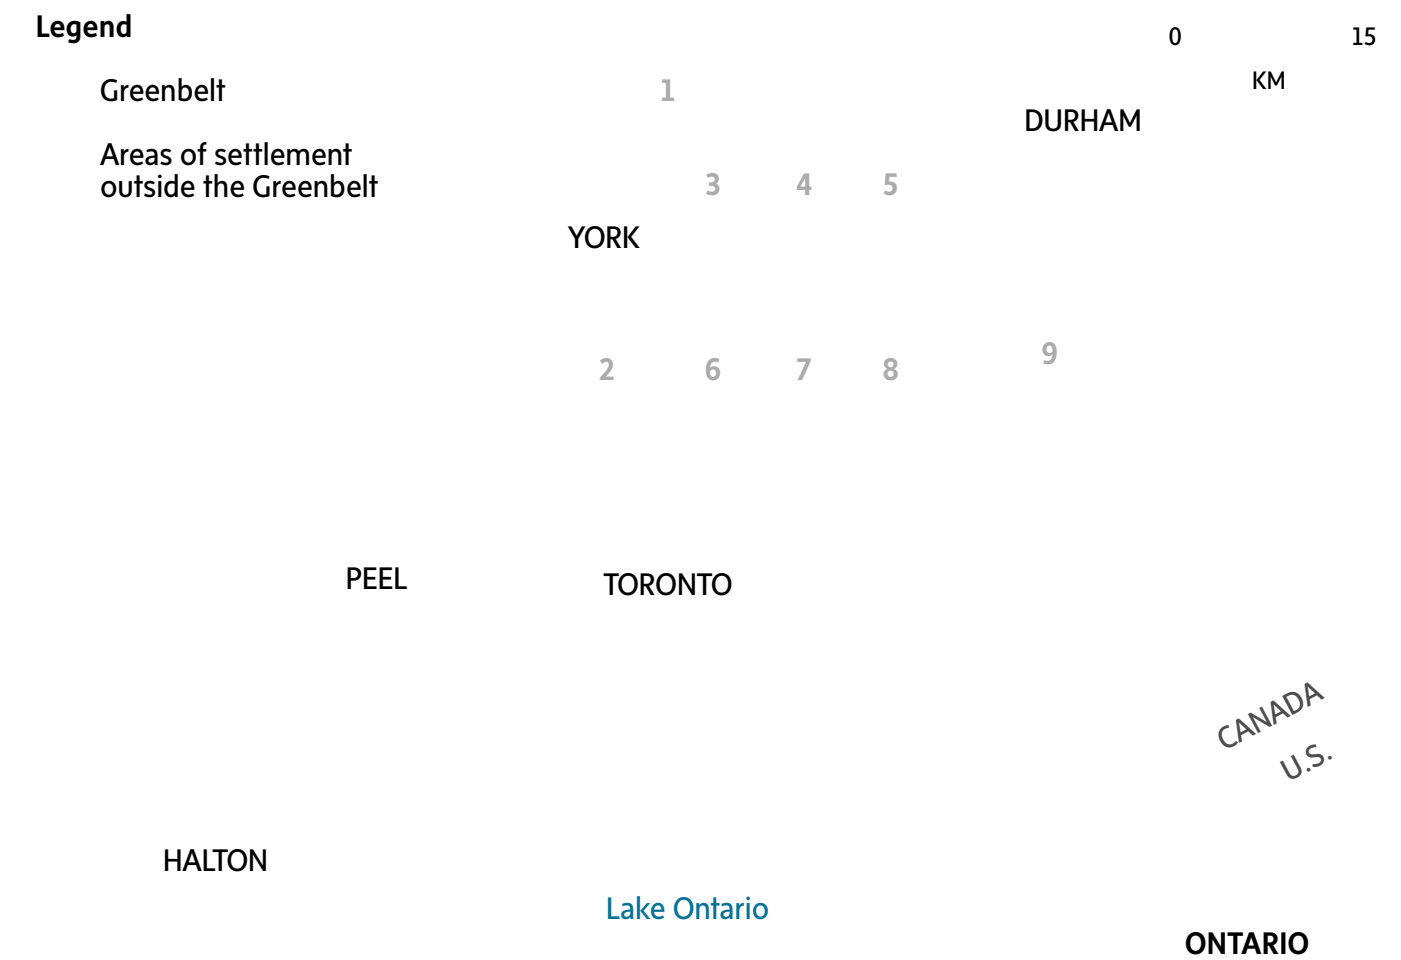 Legend
0 15
KM
Greenbelt
1
DURHAM
Areas of settlement
outside the Greenbelt
3 4 5
YORK
2 6 7 8 9
PEEL
TORONTO
CANADA
U.S.
HALTON
Lake Ontario
ONTARIO